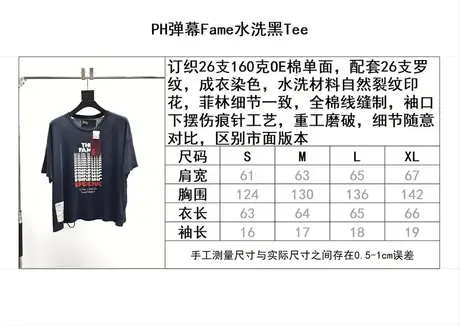 PH弹幕Fame水洗黑Tee
订织26支160克OE棉单面，配套26支罗
纹，成衣染色，水洗材料自然裂纹印
花，菲林细节一致，全棉线缝制，袖口
下摆伤痕针工艺，重工磨破，细节随意
对比，区别市面版本
尺码 S M L XL
肩宽 61 63 65 67
胸围 124 130 136 142
衣长 63 64 65 66
袖长 16 17 18 19
手工测量尺寸与实际尺寸之间存在0.5-1cm误差
THE
FAME
EPIDEMIC